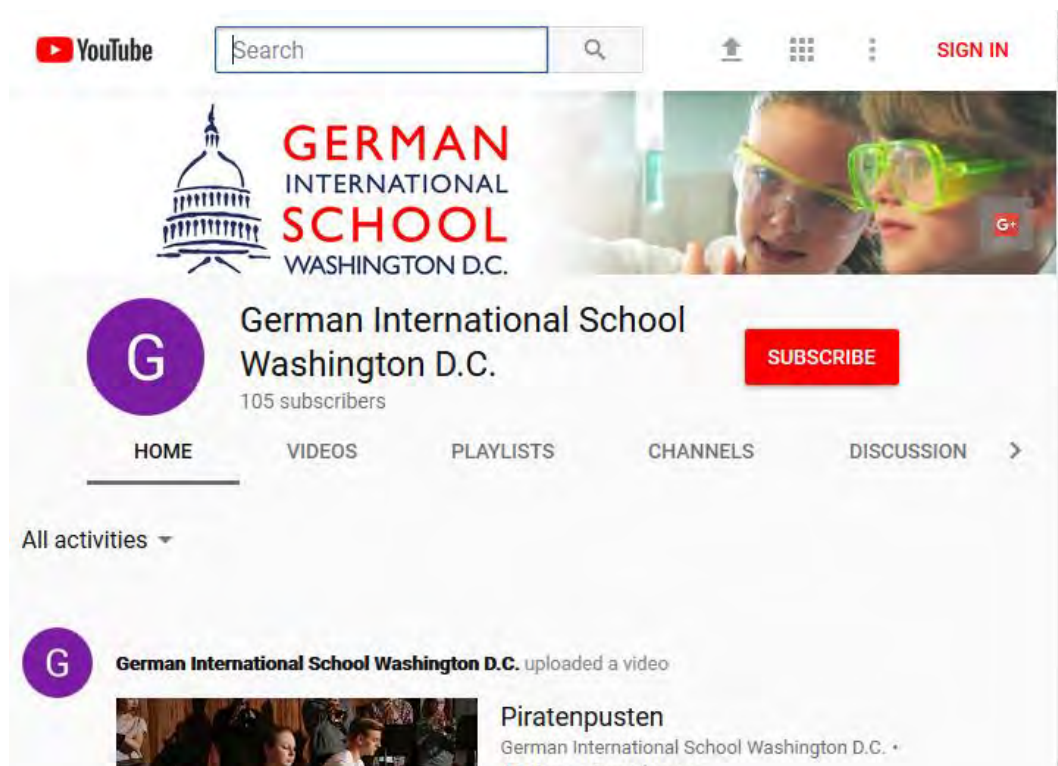 YouTube
Search
SIGN IN
GERMAN
INTERNATIONAL
SCHOOL
WASHINGTON D.C.
G+
G
German International School
Washington D.C.
SUBSCRIBE
105 subscribers
HOME
VIDEOS
PLAYLISTS
CHANNELS
DISCUSSION
All activities
G
German International School Washington D.C. uploaded a video
Piratenpusten
German International School Washington D.C. •